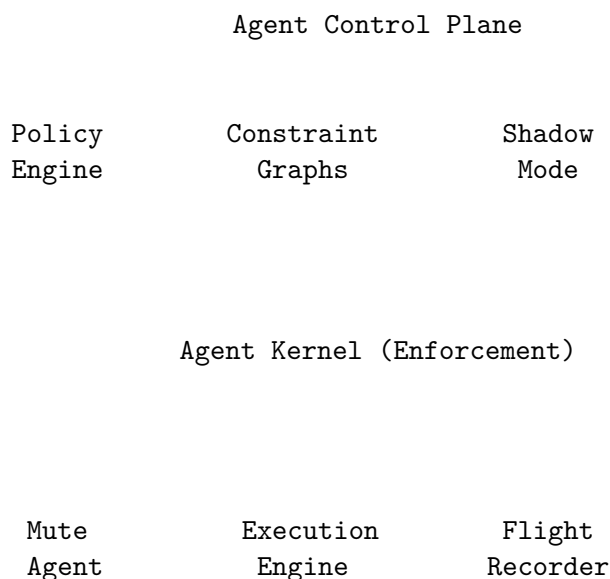 Agent Control Plane
Policy Constraint Shadow
Engine Graphs Mode
Agent Kernel (Enforcement)
Mute Execution Flight
Agent Engine Recorder